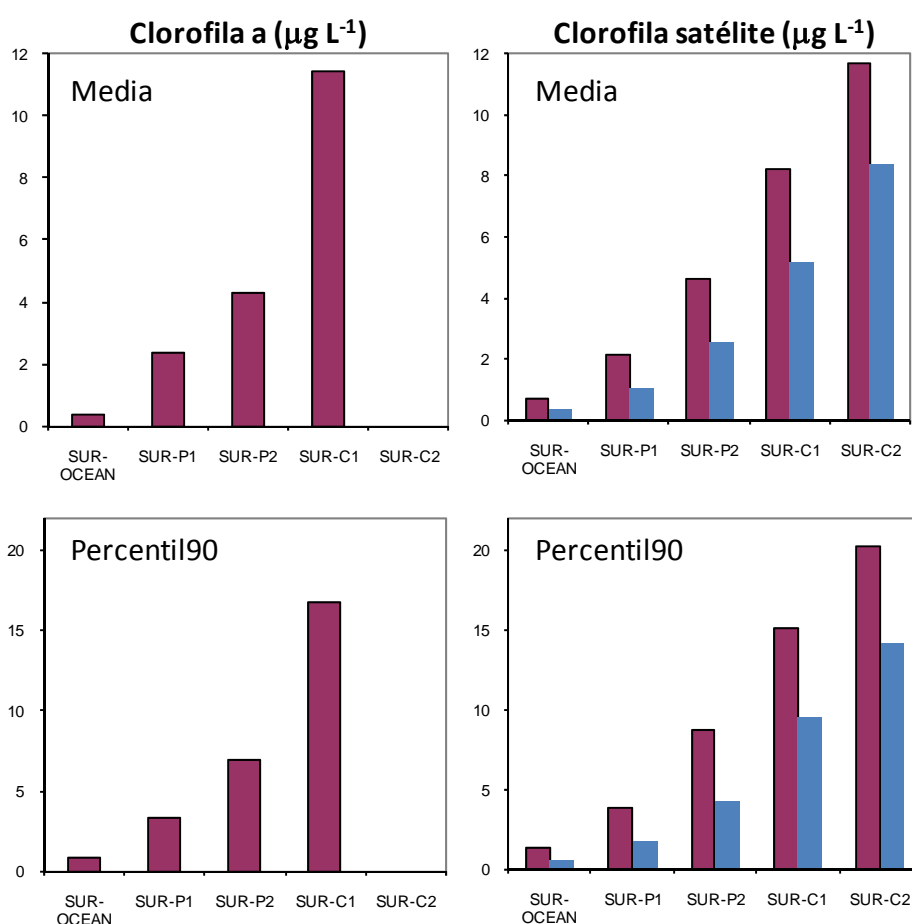 Clorofila a (µg L-1)
Media
12
10
8
6
4
2
0
SUR-OCEAN SUR-P1 SUR-P2 SUR-C1 SUR-C2
Clorofila satélite (µg L-1)
Media
12
10
8
6
4
2
0
SUR-OCEAN SUR-P1 SUR-P2 SUR-C1 SUR-C2
Percentil90
20
15
10
5
0
SUR-OCEAN SUR-P1 SUR-P2 SUR-C1 SUR-C2
Percentil90
20
15
10
5
0
SUR-OCEAN SUR-P1 SUR-P2 SUR-C1 SUR-C2